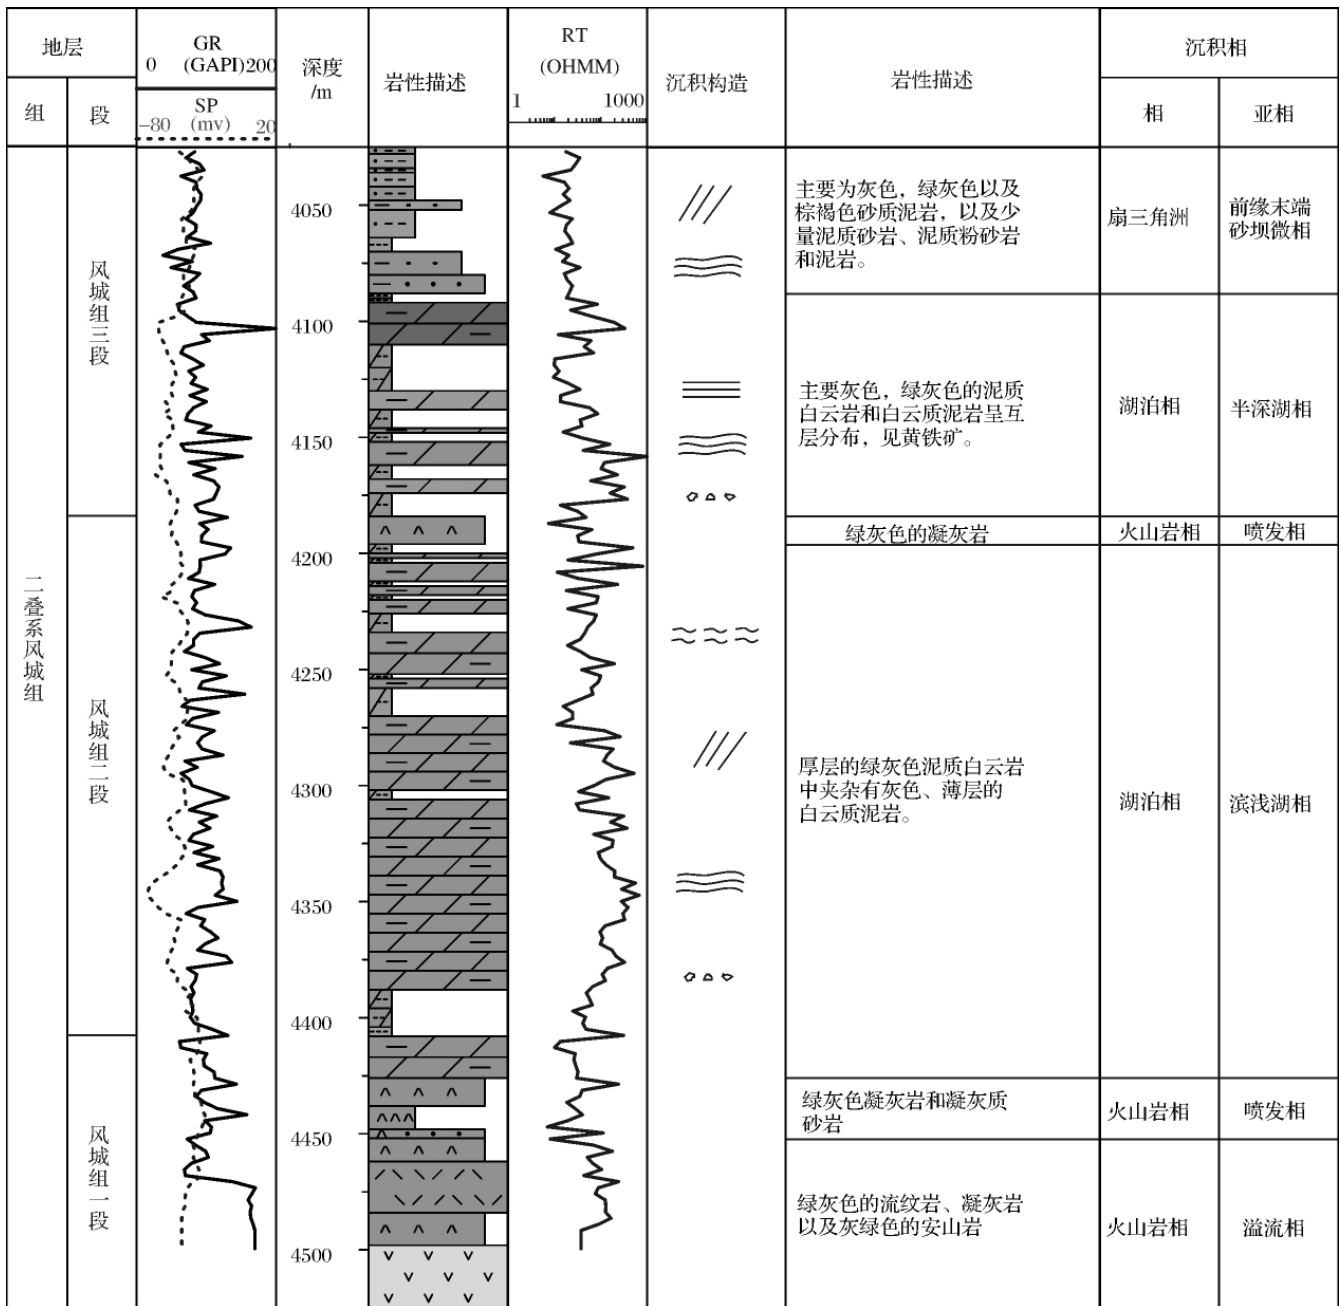 地层
组
段
GR
0 (GAPI)200
SP
-80 (mv) 20
深度
/m
岩性描述
RT
(OHMM)
1 1000
沉积构造
岩性描述
沉积相
相
亚相
二叠系风城组
风城组三段
风城组二段
风城组一段
4050
4100
4150
4200
4250
4300
4350
4400
4450
4500
主要为灰色，绿灰色以及
棕褐色砂质泥岩，以及少
量泥质砂岩、泥质粉砂岩
和泥岩。
扇三角洲
前缘末端
砂坝微相
主要灰色，绿灰色的泥质
白云岩和白云质泥岩呈互
层分布，见黄铁矿。
湖泊相
半深湖相
绿灰色的凝灰岩
火山岩相
喷发相
厚层的绿灰色泥质白云岩
中夹杂有灰色、薄层的
白云质泥岩。
湖泊相
滨浅湖相
绿灰色凝灰岩和凝灰质
砂岩
火山岩相
喷发相
绿灰色的流纹岩、凝灰岩
以及灰绿色的安山岩
火山岩相
溢流相